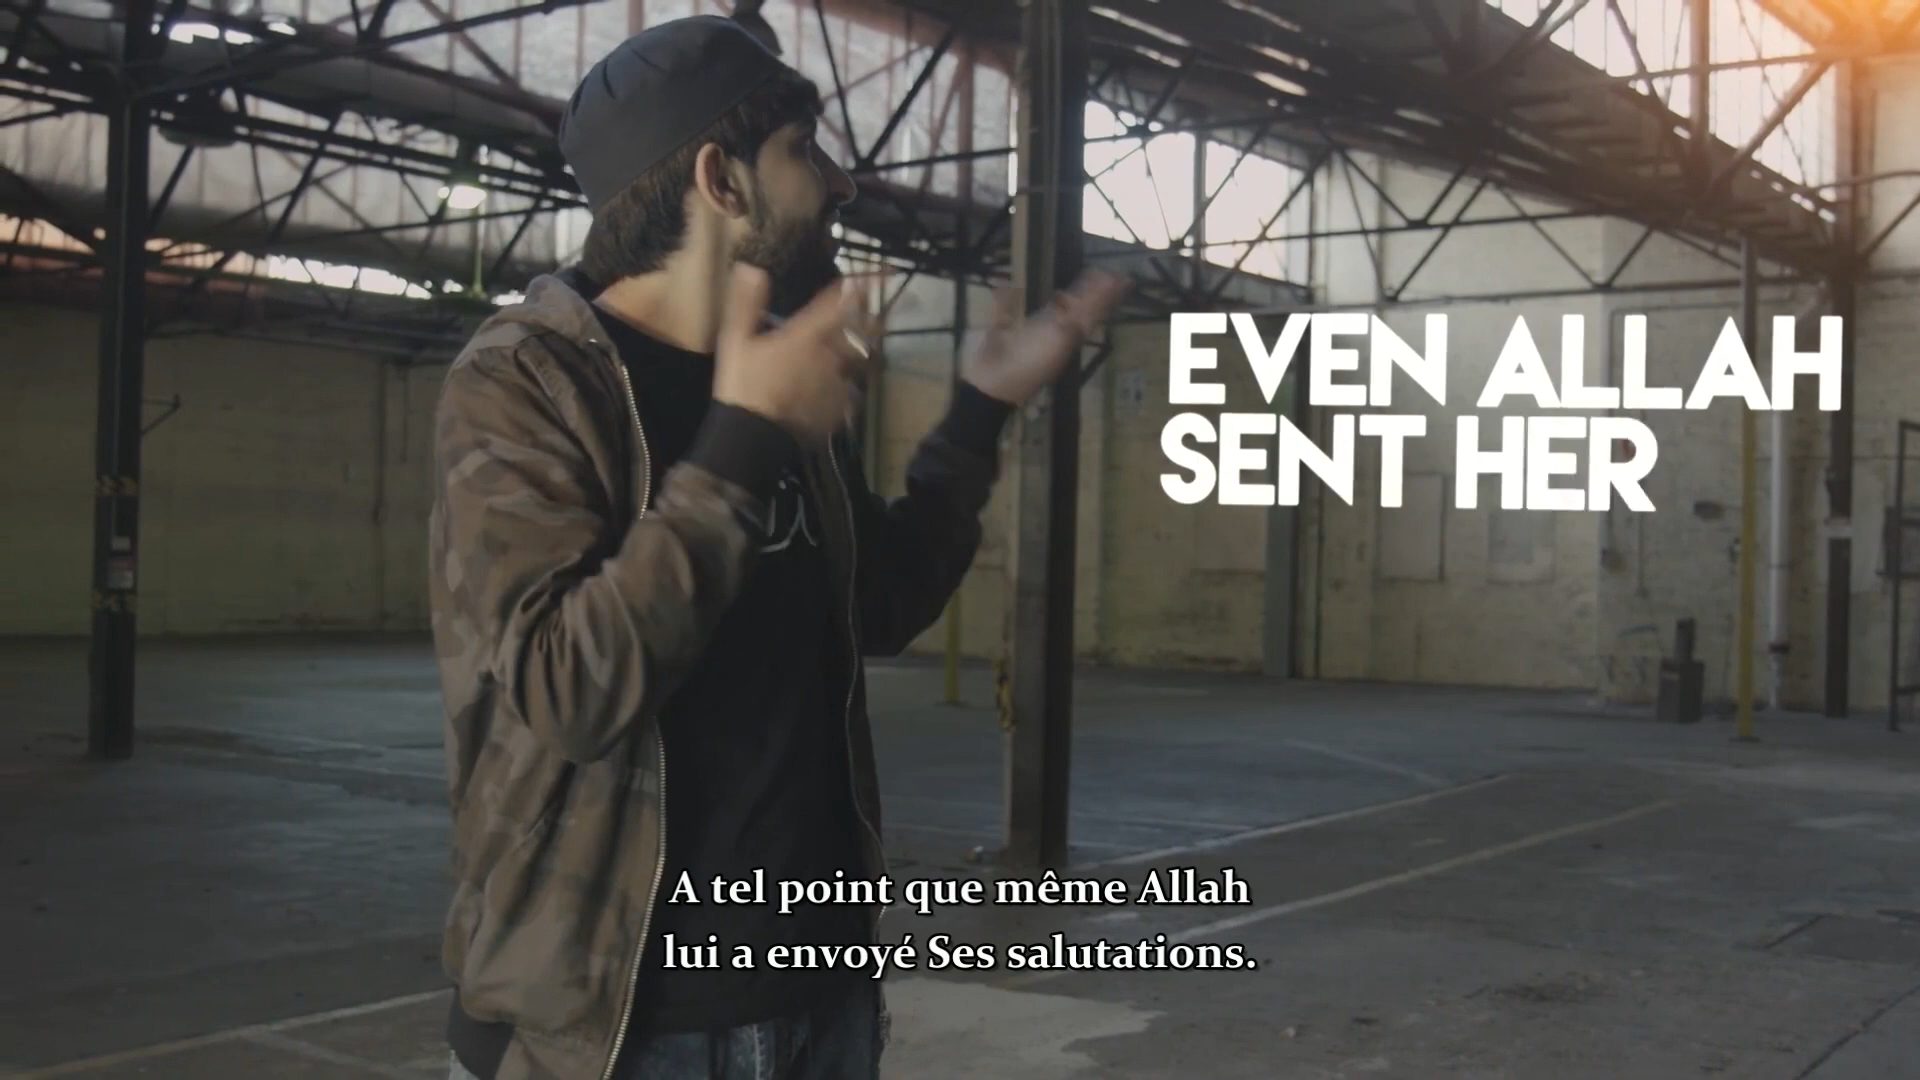 EVEN ALLAH
SENT HER
A tel point que même Allah
lui a envoyé Ses salutations.